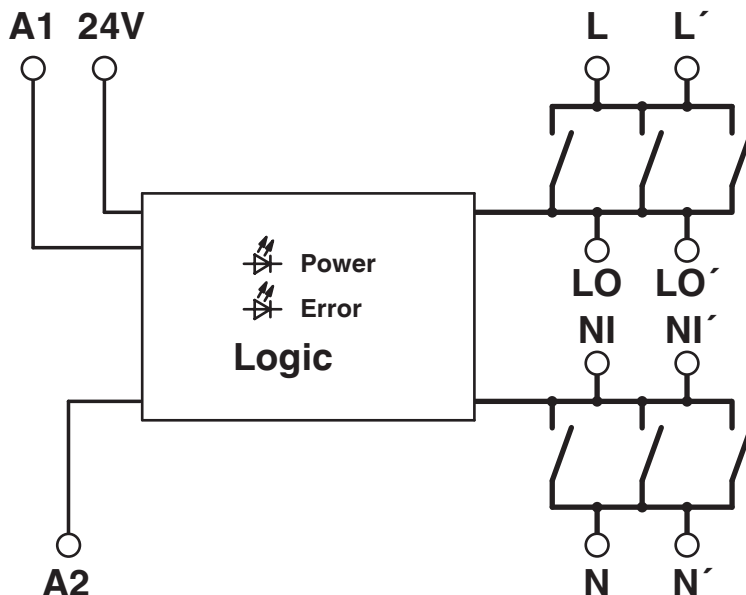 A1 24V L L´
Power
Error
Logic
LO LO´
NI NI´
A2 N N´